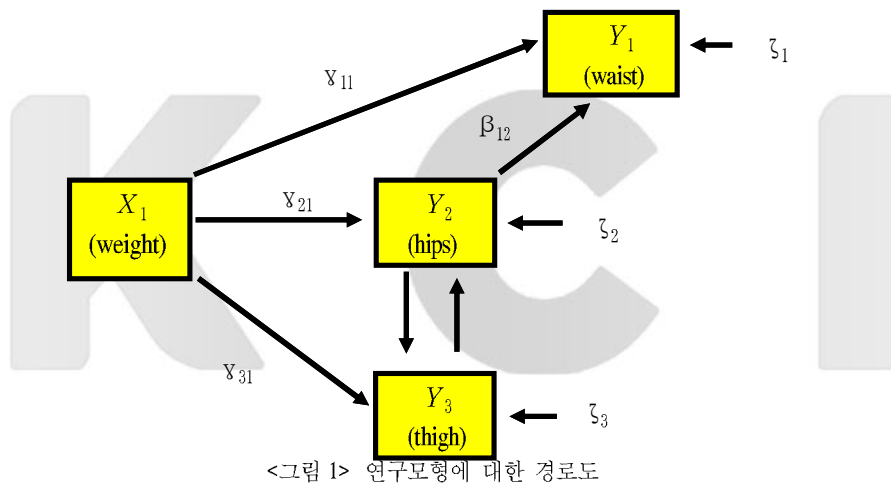 Y₁
(waist)
ζ₁
γ₁₁
β₁₂
X₁
(weight)
γ₂₁
Y₂
(hips)
ζ₂
γ₃₁
Y₃
(thigh)
ζ₃
<그림 1> 연구모형에 대한 경로도
KCI